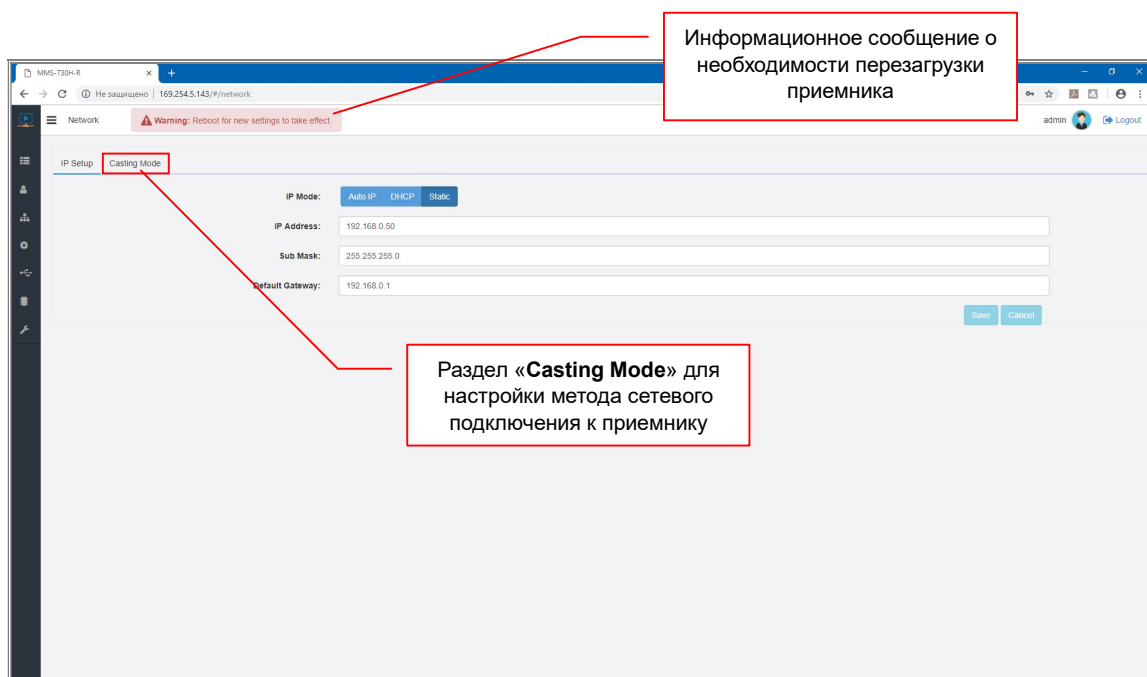 Информационное сообщение о
необходимости перезагрузки
приемника
MMS-730H-R
Не защищено | 169.254.5.143/#/network
Network
Warning: Reboot for new settings to take effect.
admin
Logout
IP Setup
Casting Mode
IP Mode:
Auto IP
DHCP
Static
IP Address:
192.168.0.50
Sub Mask:
255.255.255.0
Default Gateway:
192.168.0.1
Save
Cancel
Раздел «Casting Mode» для
настройки метода сетевого
подключения к приемнику